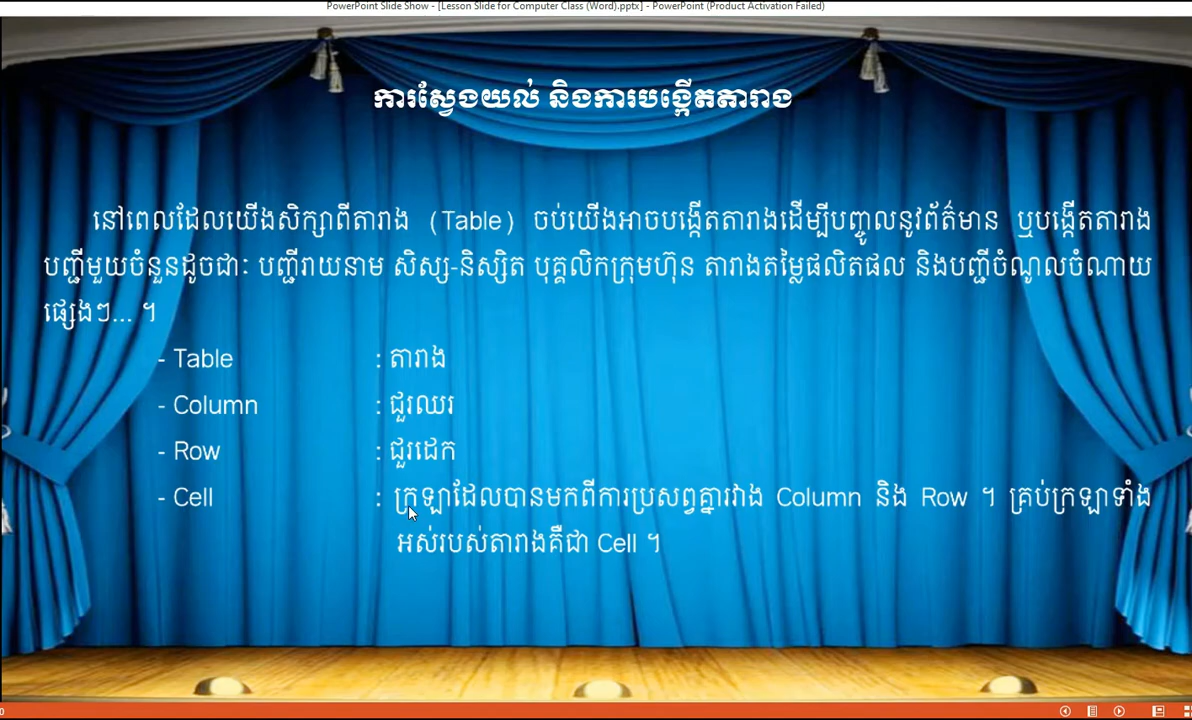 PowerPoint Slide Show - [Lesson Slide for Computer Class (Word).pptx] - PowerPoint (Product Activation Failed)
ការស្វែងយល់ និងការបង្កើតតារាង
នៅពេលដែលយើងសិក្សាពីតារាង (Table) ចប់យើងអាចបង្កើតតារាងដើម្បីបញ្ចូលនូវព័ត៌មាន ឬបង្កើតតារាង
បញ្ជីមួយចំនួនដូចជា: បញ្ជីរាយនាម សិស្ស-និស្សិត បុគ្គលិកក្រុមហ៊ុន តារាងតម្លៃផលិតផល និងបញ្ជីចំណូលចំណាយ
ផ្សេងៗ... ។
- Table : តារាង
- Column : ជួរឈរ
- Row : ជួរដេក
- Cell : ក្រឡាដែលបានមកពីការប្រសព្វគ្នារវាង Column និង Row ។ គ្រប់ក្រឡាទាំង
អស់របស់តារាងគឺជា Cell ។